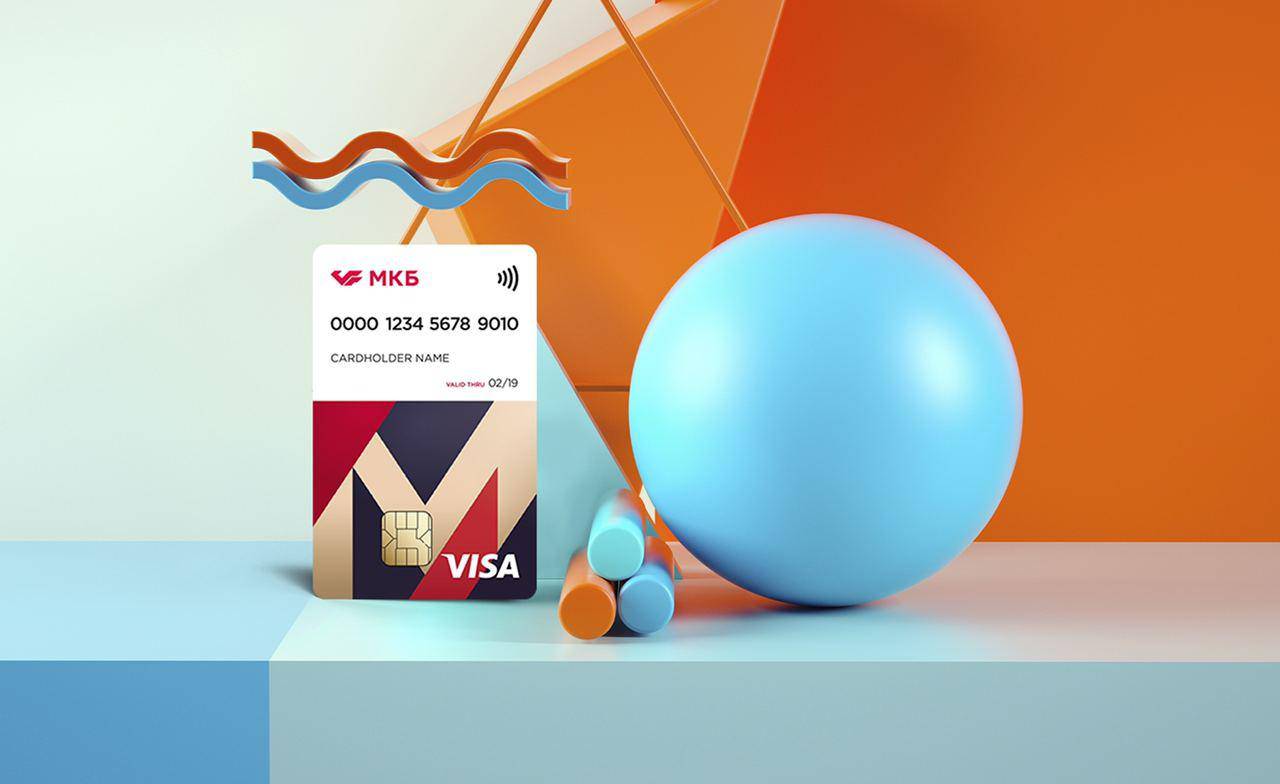 МКБ
0000 1234 5678 9010
CARDHOLDER NAME
VALID THRU 02/19
VISA